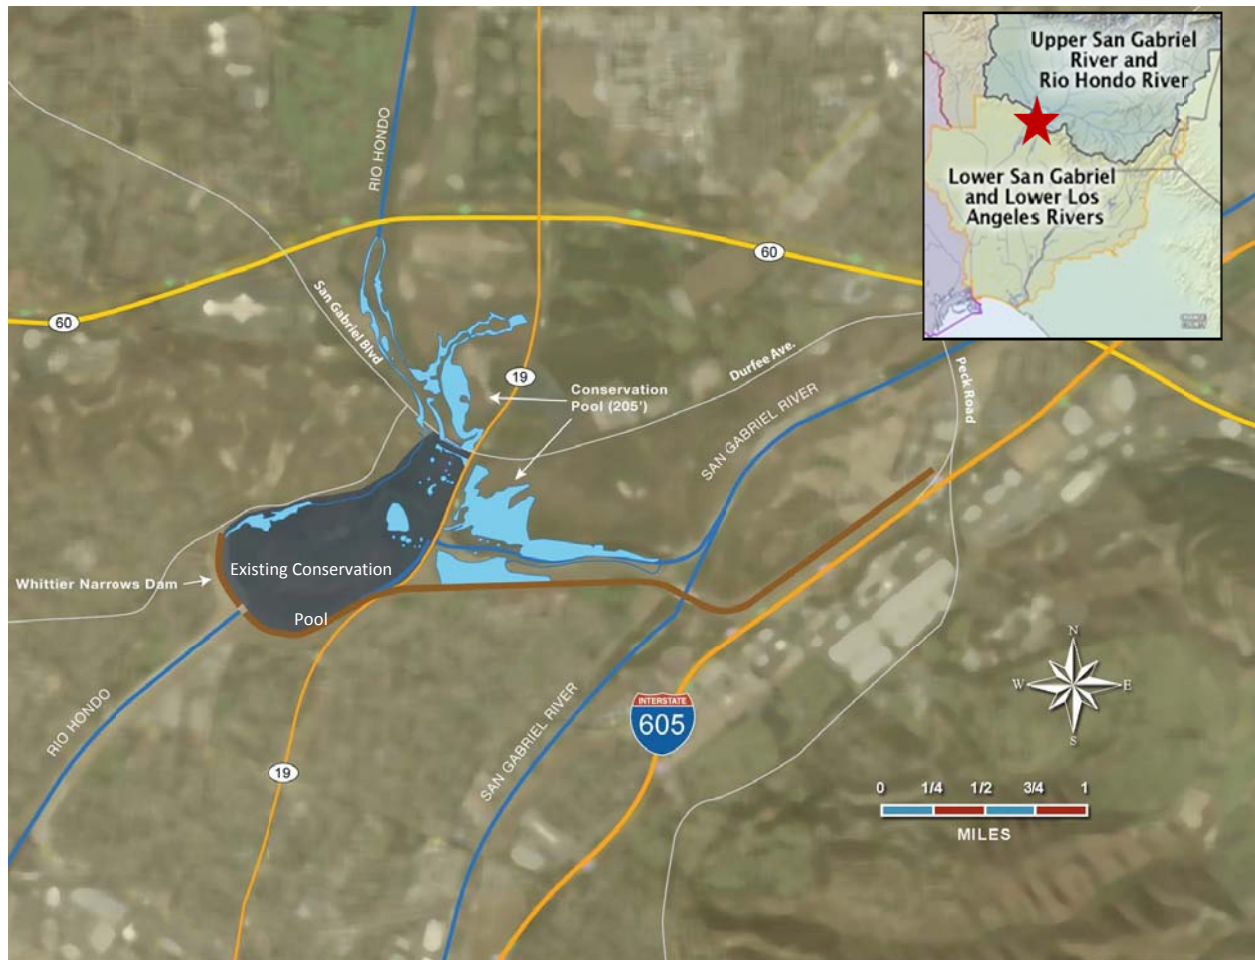 Upper San Gabriel
River and
Rio Hondo River
Lower San Gabriel
and Lower Los
Angeles Rivers
RIO HONDO
60
60
San Gabriel Blvd
19
Conservation
Pool (205')
Durfee Ave.
Peck Road
SAN GABRIEL RIVER
Existing Conservation
Pool
Whittier Narrows Dam
RIO HONDO
19
SAN GABRIEL RIVER
INTERSTATE
605
N
W
E
S
0 1/4 1/2 3/4 1
MILES